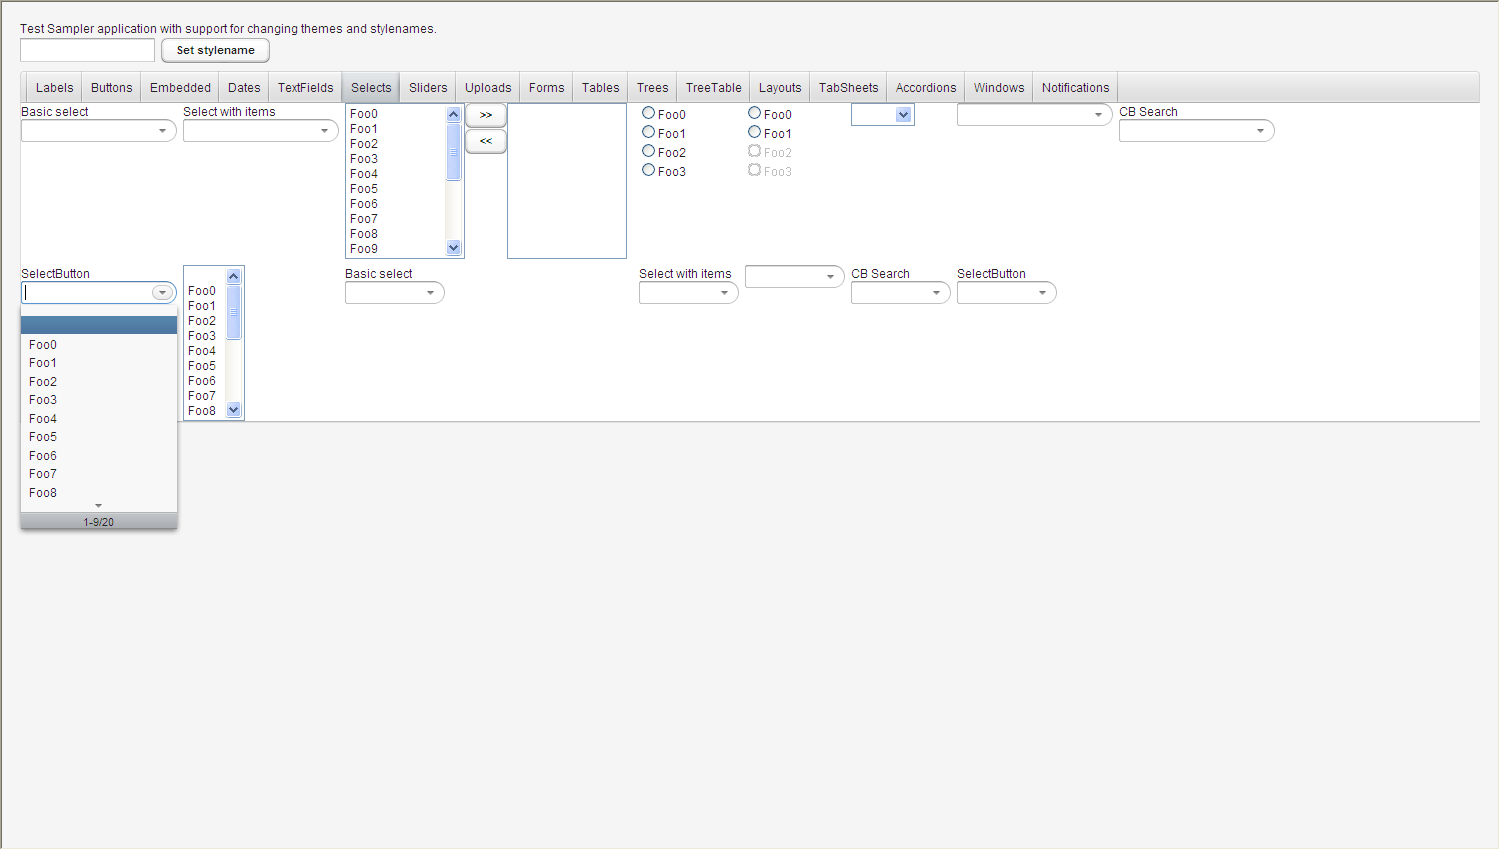 Test Sampler application with support for changing themes and stylenames.
Set stylename
Labels Buttons Embedded Dates TextFields Selects Sliders Uploads Forms Tables Trees TreeTable Layouts TabSheets Accordions Windows Notifications
Basic select
Select with items
Foo0
Foo1
Foo2
Foo3
Foo4
Foo5
Foo6
Foo7
Foo8
Foo9
>>
<<
Foo0
Foo1
Foo2
Foo3
Foo0
Foo1
Foo2
Foo3
CB Search
SelectButton
Foo0
Foo1
Foo2
Foo3
Foo4
Foo5
Foo6
Foo7
Foo8
1-9/20
Foo0
Foo1
Foo2
Foo3
Foo4
Foo5
Foo6
Foo7
Foo8
Basic select
Select with items
CB Search
SelectButton